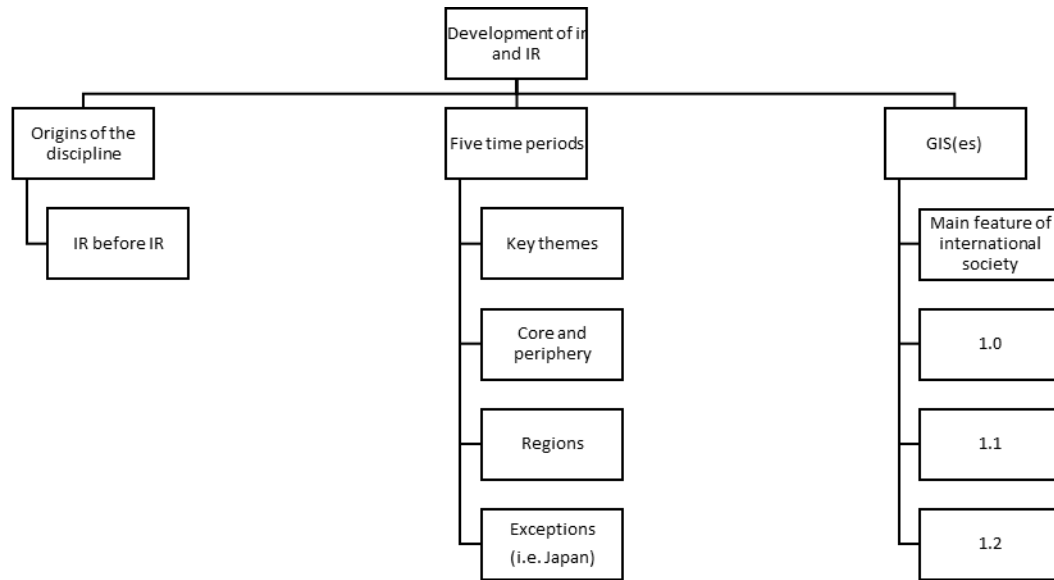 Development of ir
and IR
Origins of the
discipline
IR before IR
Five time periods
Key themes
Core and
periphery
Regions
Exceptions
(i.e. Japan)
GIS(es)
Main feature of
international
society
1.0
1.1
1.2